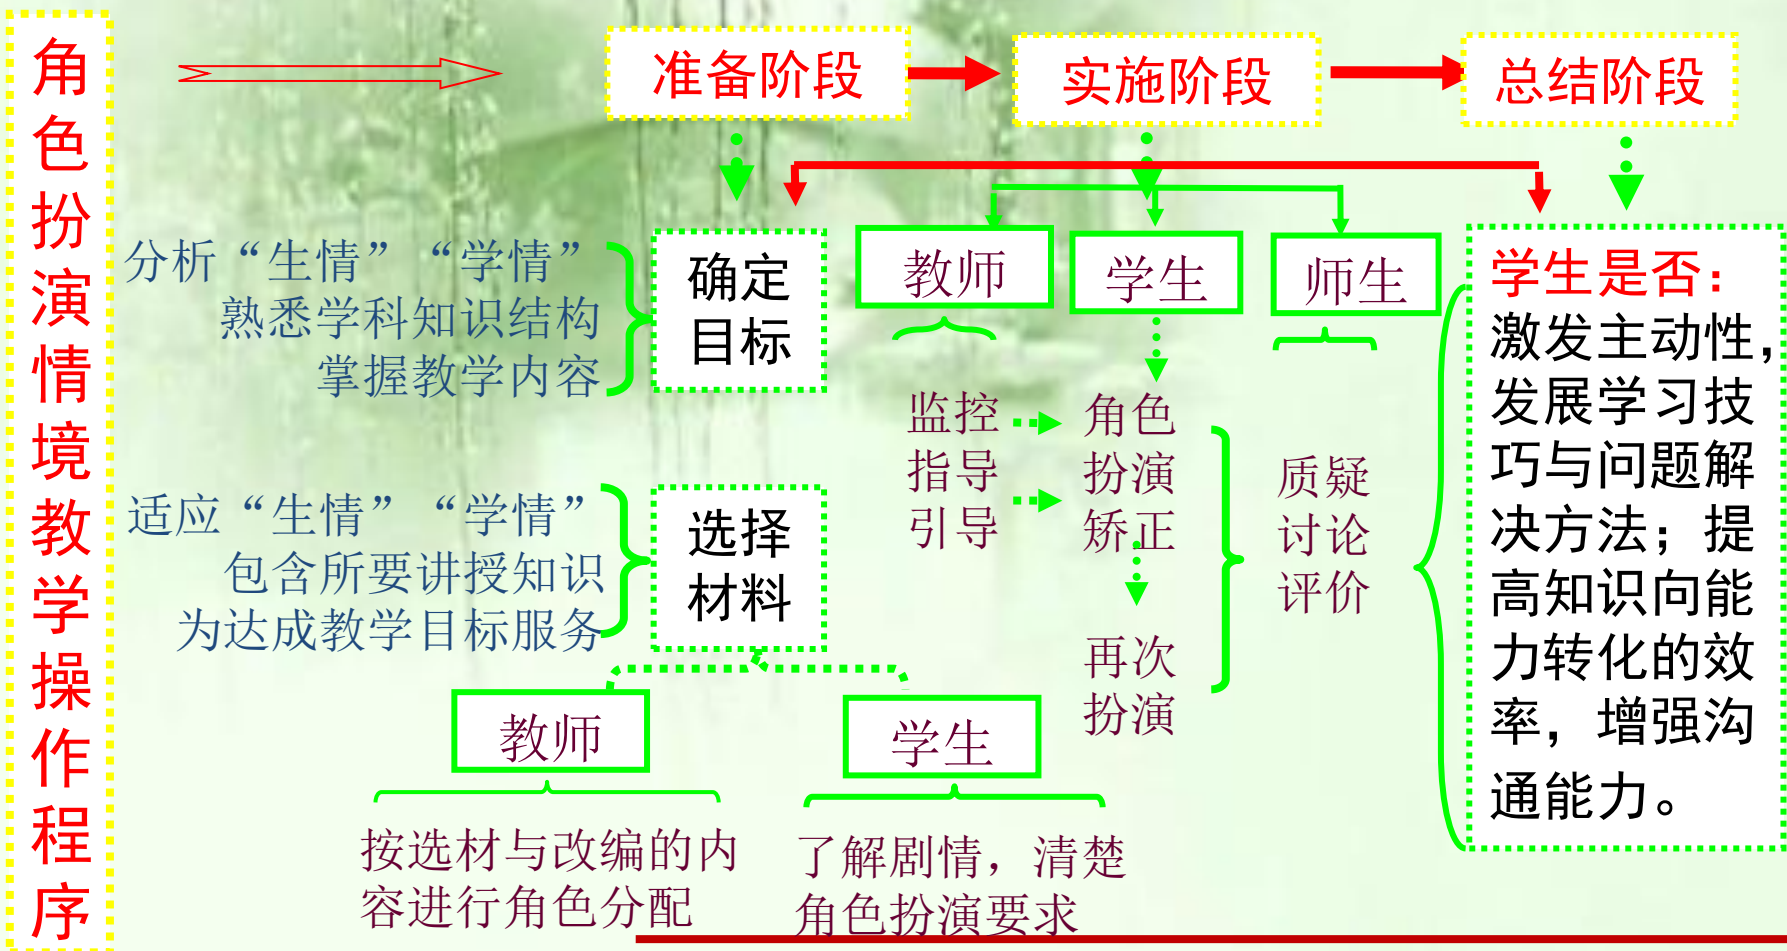 角色扮演情境教学操作程序
准备阶段
实施阶段
总结阶段
分析“生情”“学情”
熟悉学科知识结构
掌握教学内容
确定
目标
适应“生情”“学情”
包含所要讲授知识
为达成教学目标服务
选择
材料
教师
按选材与改编的内
容进行角色分配
学生
了解剧情，清楚
角色扮演要求
教师
监控
指导
引导
学生
角色
扮演
矫正
再次
扮演
师生
质疑
讨论
评价
学生是否：
激发主动性，
发展学习技
巧与问题解
决方法；提
高知识向能
力转化的效
率，增强沟
通能力。